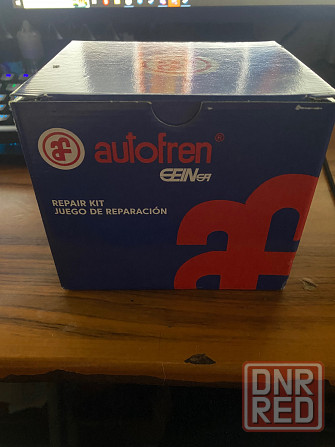 autofren®
SEINSA
REPAIR KIT
JUEGO DE REPARACIÓN
DNR
RED